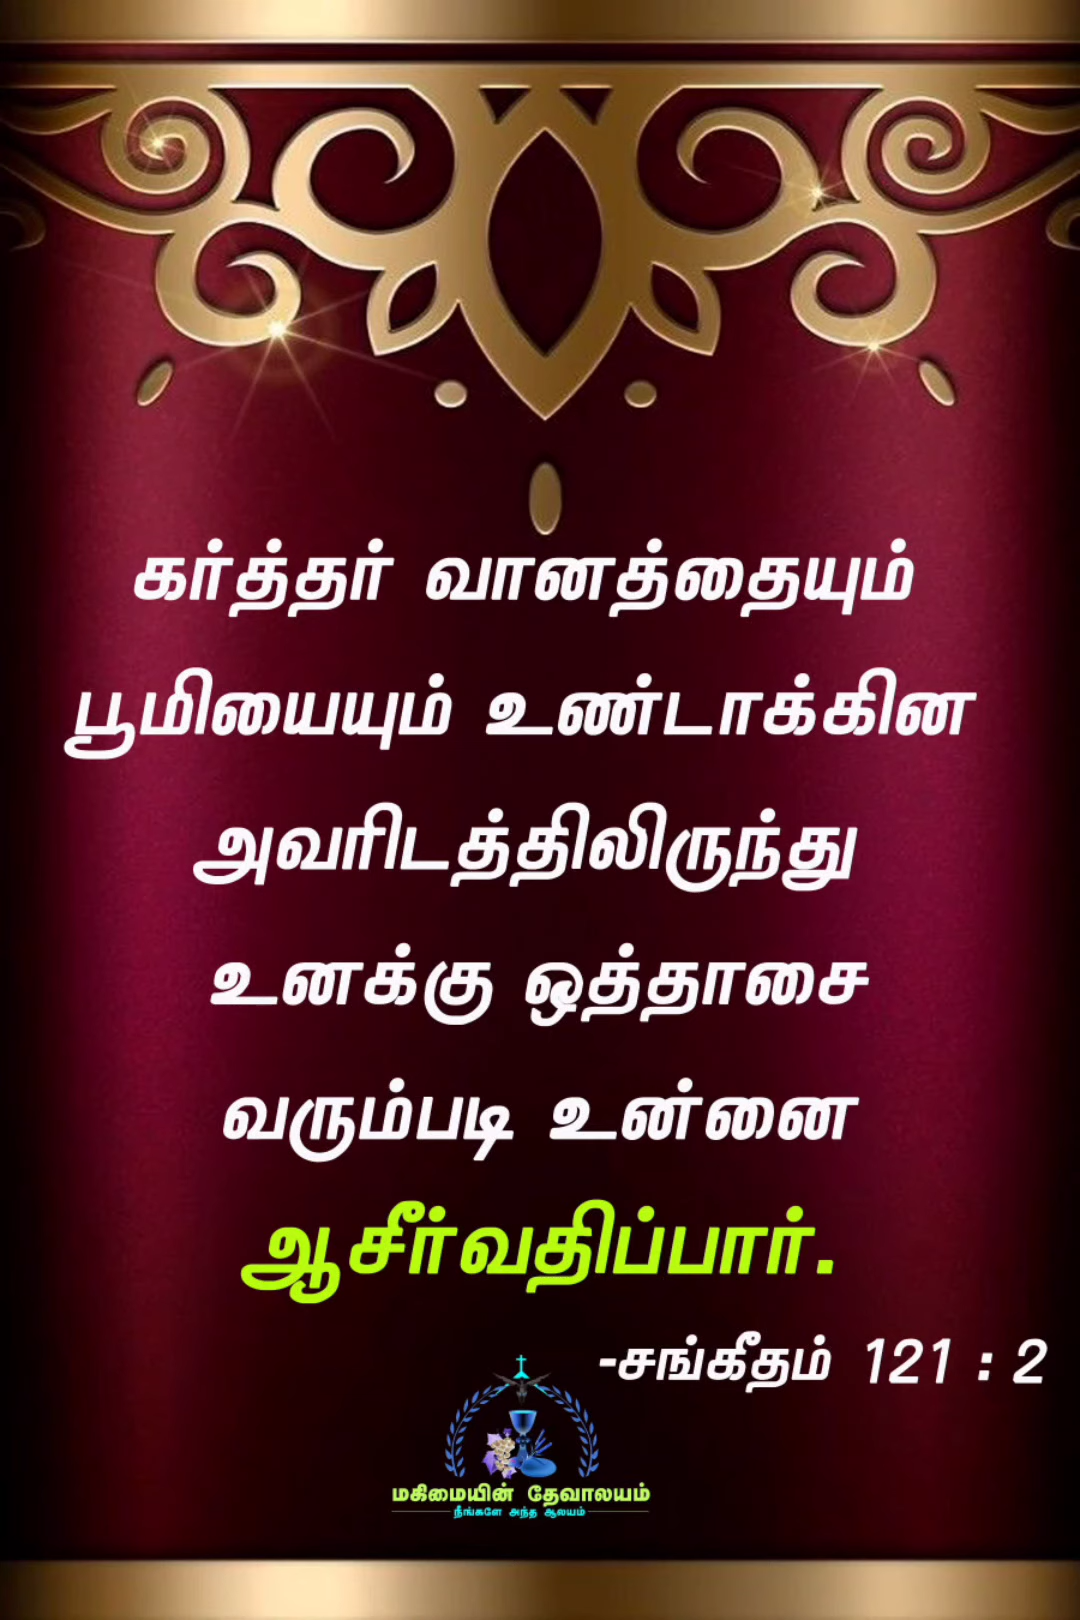 கர்த்தர் வானத்தையும்
பூமியையும் உண்டாக்கின
அவரிடத்திலிருந்து
உனக்கு ஒத்தாசை
வரும்படி உன்னை
ஆசீர்வதிப்பார்.
-சங்கீதம் 121 : 2
மகிமையின் தேவாலயம்
நீங்களே அந்த ஆலயம்